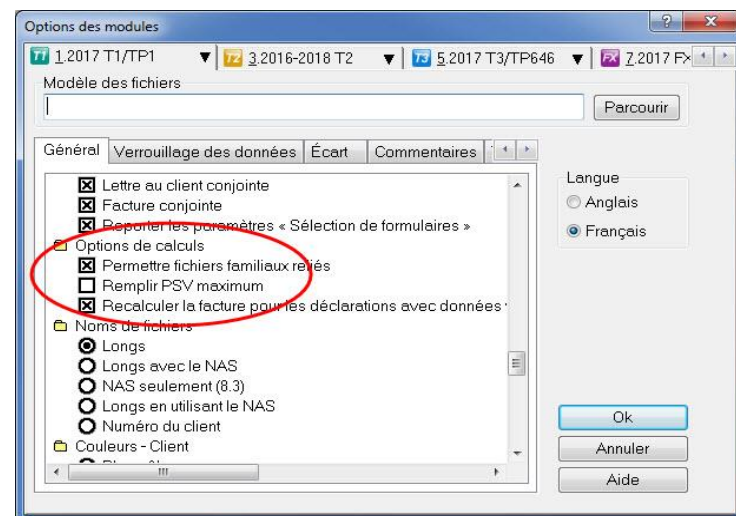 Options des modules
T1 1.2017 T1/TP1 T2 3.2016-2018 T2 T3 5.2017 T3/TP646 FX 7.2017 FX
Modèle des fichiers
Parcourir
Général Verrouillage des données Écart Commentaires
Lettre au client conjointe
Facture conjointe
Reporter les paramètres « Sélection de formulaires »
Options de calculs
Permettre fichiers familiaux reliés
Remplir PSV maximum
Recalculer la facture pour les déclarations avec données
Noms de fichiers
Longs
Longs avec le NAS
NAS seulement (8.3)
Longs en utilisant le NAS
Numéro du client
Couleurs - Client
Langue
Anglais
Français
Ok
Annuler
Aide